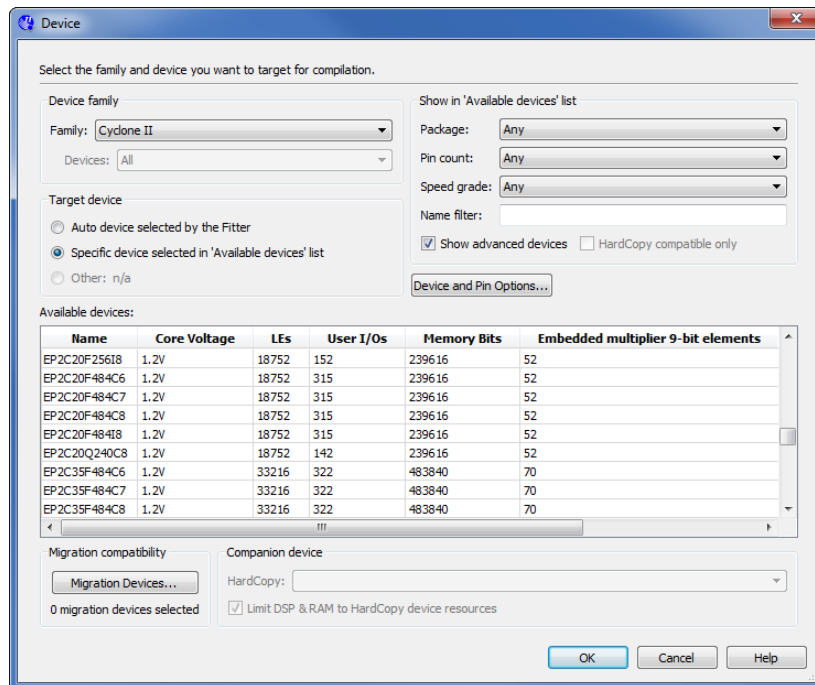 Device
Select the family and device you want to target for compilation.
Device family
Family: Cyclone II
Devices: All
Show in 'Available devices' list
Package: Any
Pin count: Any
Speed grade: Any
Name filter:
Show advanced devices HardCopy compatible only
Target device
Auto device selected by the Fitter
Specific device selected in 'Available devices' list
Other: n/a
Device and Pin Options...
Available devices:
Name Core Voltage LEs User I/Os Memory Bits Embedded multiplier 9-bit elements
EP2C20F256I8 1.2V 18752 152 239616 52
EP2C20F484C6 1.2V 18752 315 239616 52
EP2C20F484C7 1.2V 18752 315 239616 52
EP2C20F484C8 1.2V 18752 315 239616 52
EP2C20F484I8 1.2V 18752 315 239616 52
EP2C20Q240C8 1.2V 18752 142 239616 52
EP2C35F484C6 1.2V 33216 322 483840 70
EP2C35F484C7 1.2V 33216 322 483840 70
EP2C35F484C8 1.2V 33216 322 483840 70
Migration compatibility
Migration Devices...
0 migration devices selected
Companion device
HardCopy:
Limit DSP & RAM to HardCopy device resources
OK Cancel Help